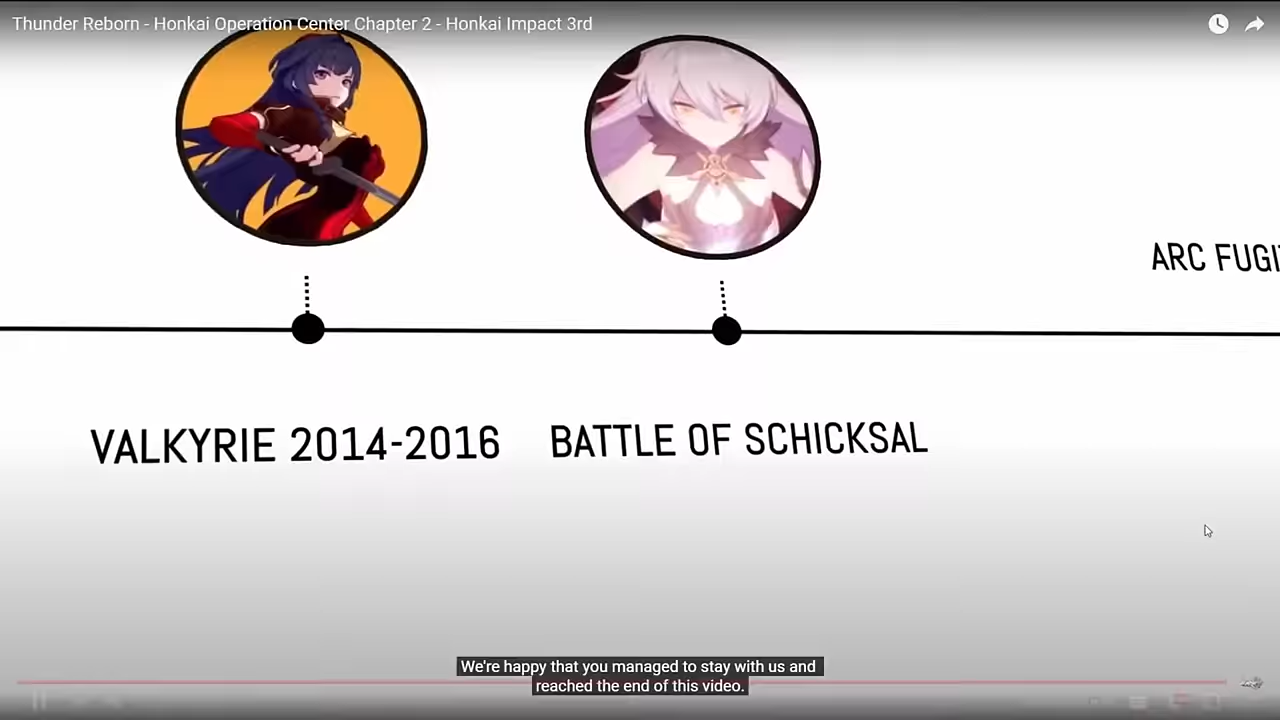 Thunder Reborn - Honkai Operation Center Chapter 2 - Honkai Impact 3rd
ARC FUGI
VALKYRIE 2014-2016
BATTLE OF SCHICKSAL
We're happy that you managed to stay with us and
reached the end of this video.